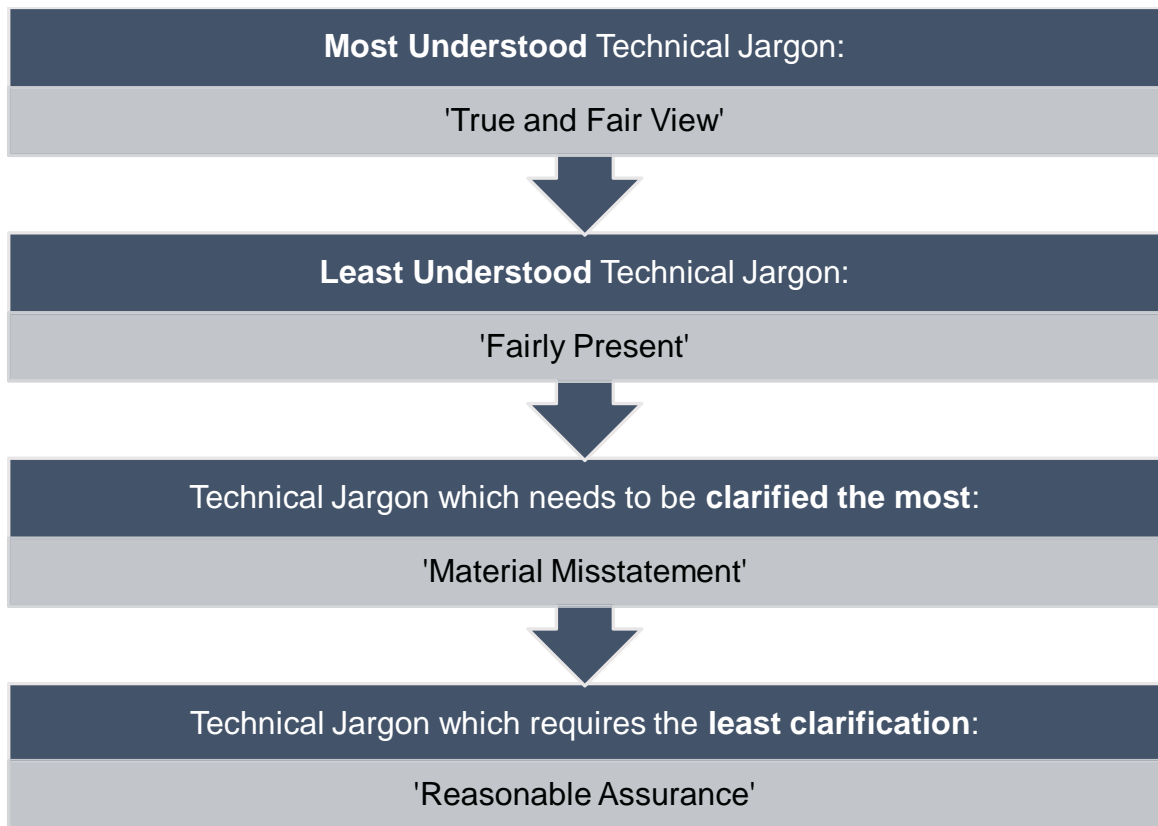 Most Understood Technical Jargon:
'True and Fair View'
Least Understood Technical Jargon:
'Fairly Present'
Technical Jargon which needs to be clarified the most:
'Material Misstatement'
Technical Jargon which requires the least clarification:
'Reasonable Assurance'